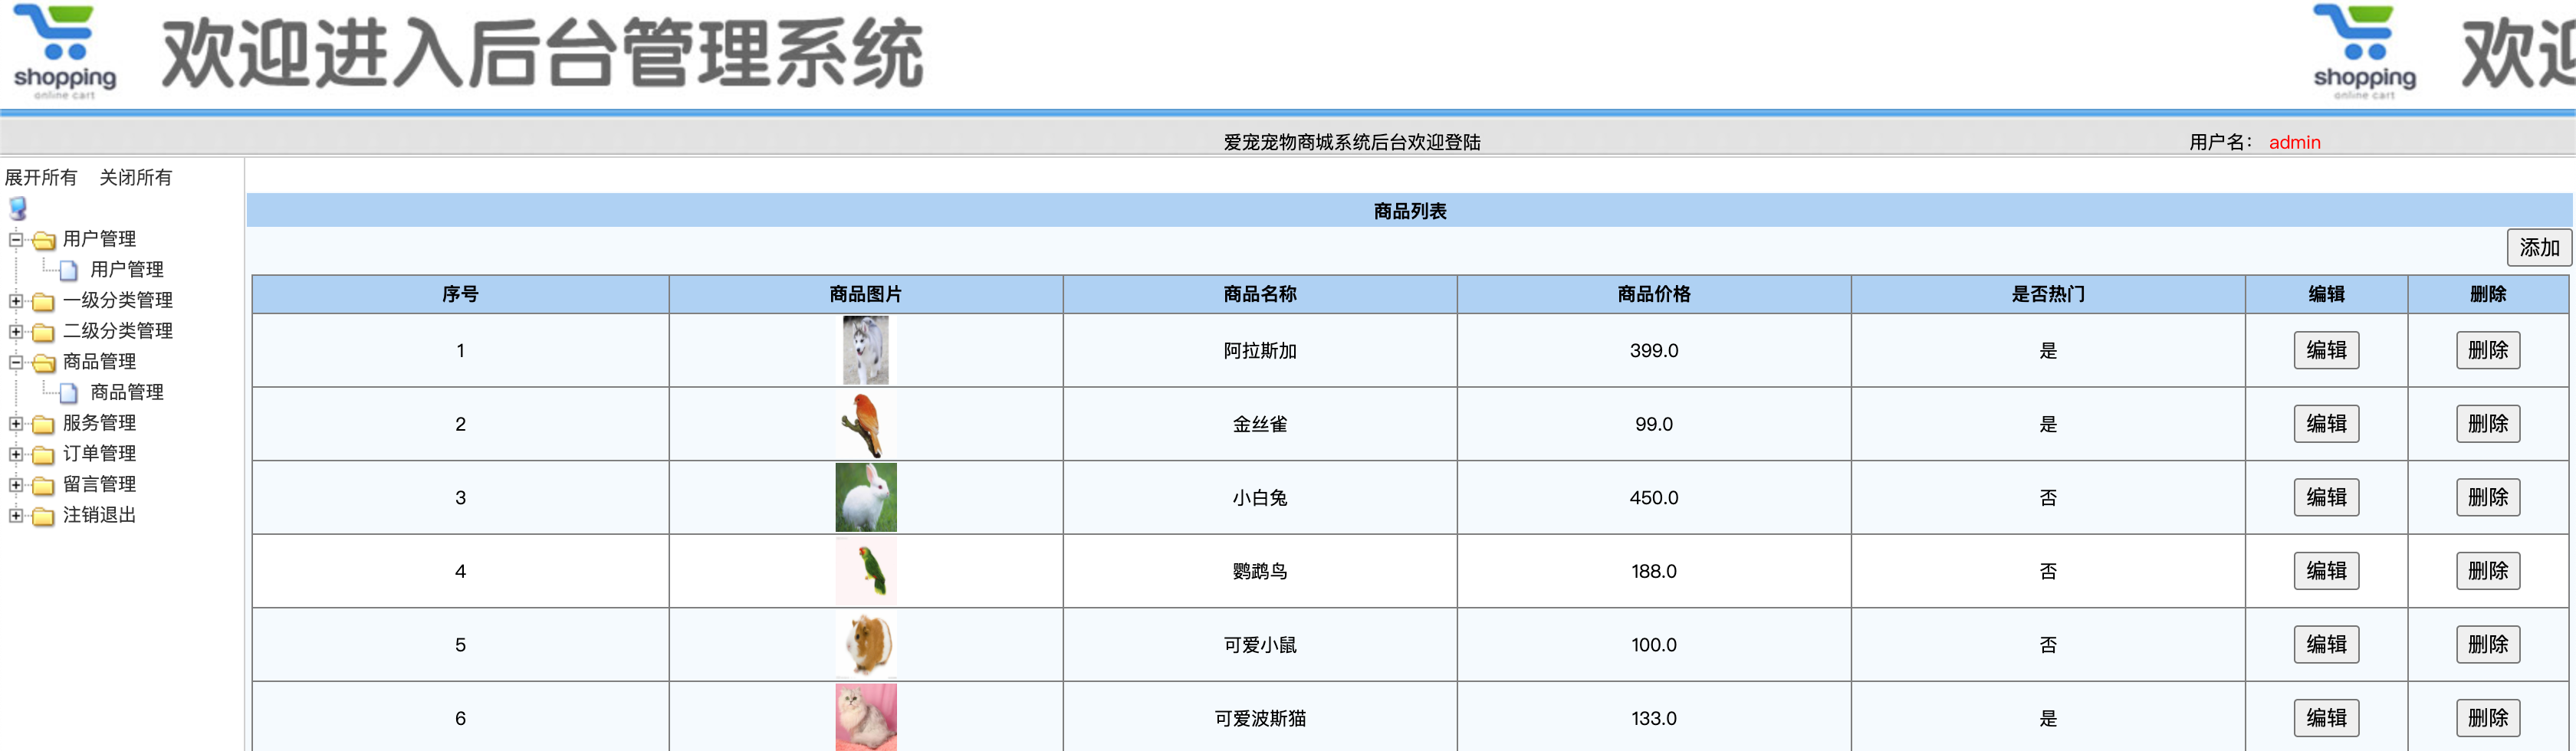 shopping
online cart
欢迎进入后台管理系统
shopping
online cart
欢迎
爱宠宠物商城系统后台欢迎登陆
用户名： admin
展开所有 关闭所有
用户管理
用户管理
一级分类管理
二级分类管理
商品管理
商品管理
服务管理
订单管理
留言管理
注销退出
商品列表
添加
序号 商品图片 商品名称 商品价格 是否热门 编辑 删除
1 阿拉斯加 399.0 是 编辑 删除
2 金丝雀 99.0 是 编辑 删除
3 小白兔 450.0 否 编辑 删除
4 鹦鹉鸟 188.0 否 编辑 删除
5 可爱小鼠 100.0 否 编辑 删除
6 可爱波斯猫 133.0 是 编辑 删除